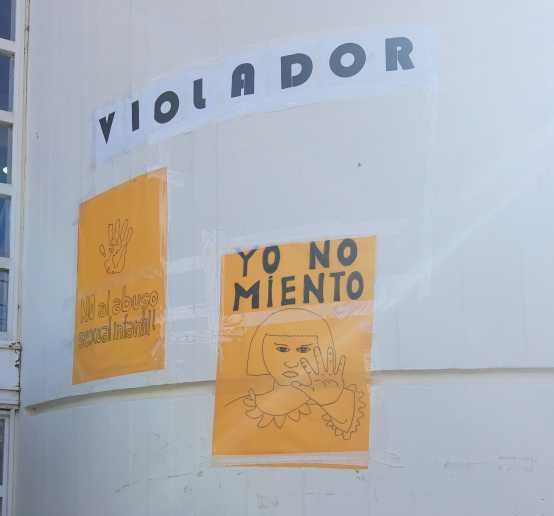 VIOLADOR
No al abuso
sexual infantil!
YO NO
MIENTO